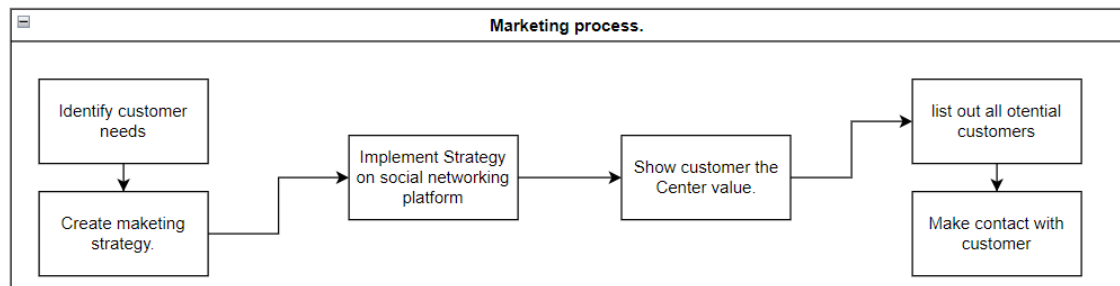 Marketing process.
Identify customer
needs
Create maketing
strategy.
Implement Strategy
on social networking
platform
Show customer the
Center value.
list out all otential
customers
Make contact with
customer